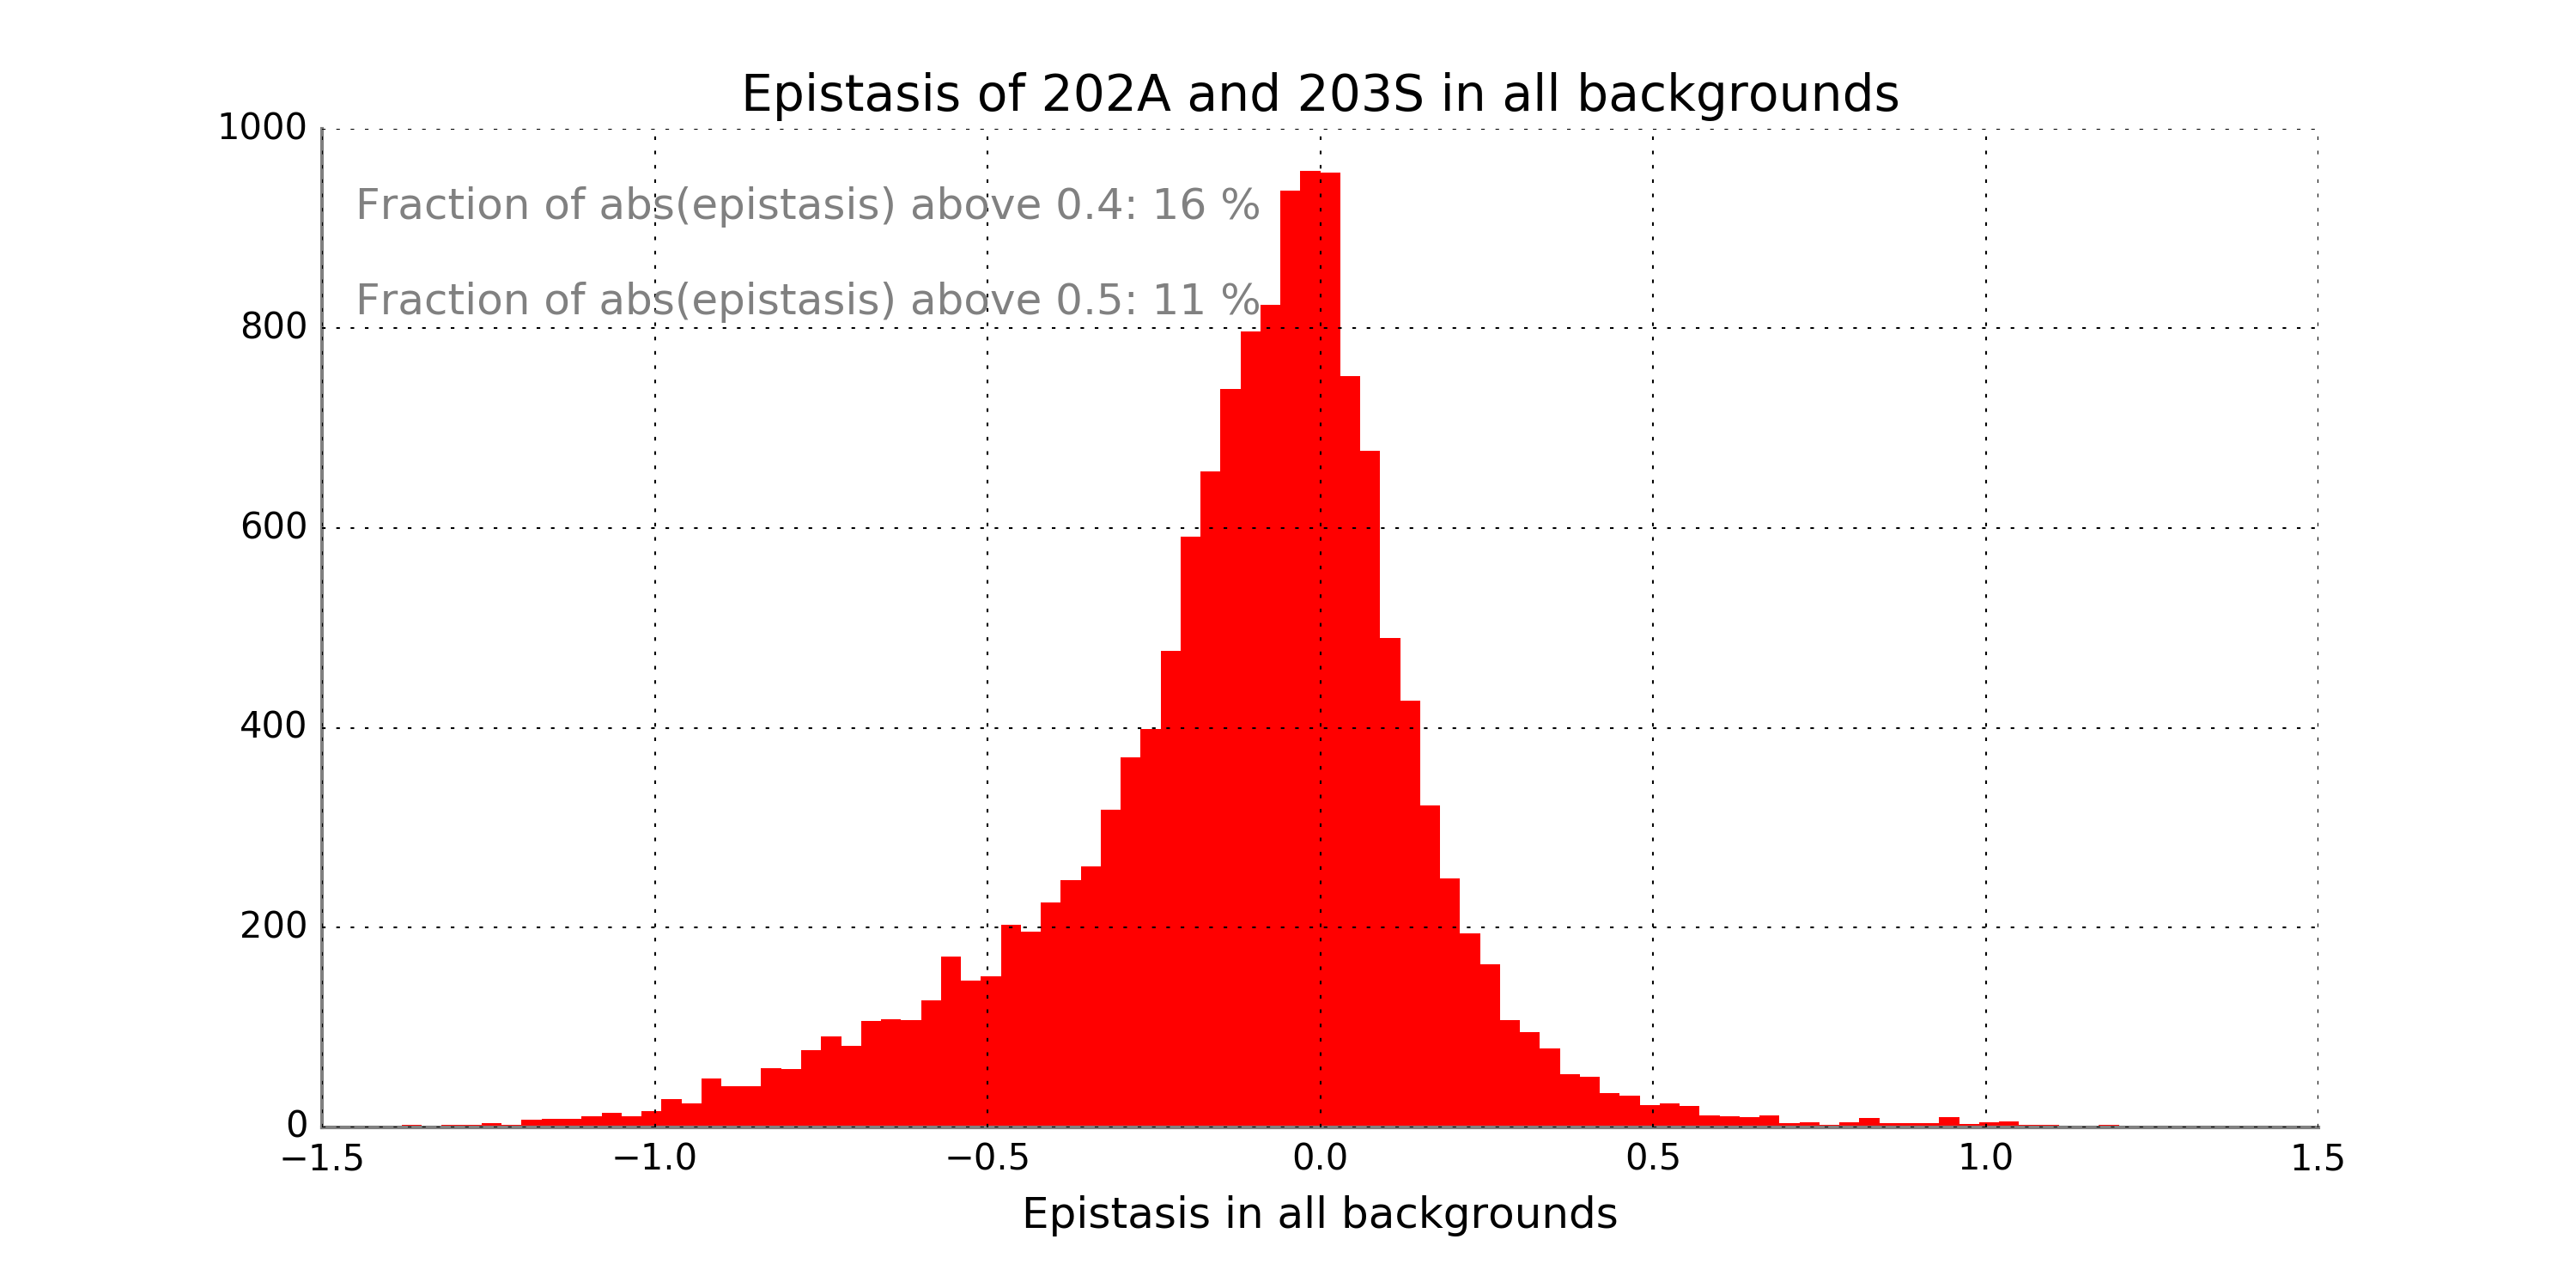 Epistasis of 202A and 203S in all backgrounds
1000
Fraction of abs(epistasis) above 0.4: 16 %
Fraction of abs(epistasis) above 0.5: 11 %
800
600
400
200
0
−1.5 −1.0 −0.5 0.0 0.5 1.0 1.5
Epistasis in all backgrounds